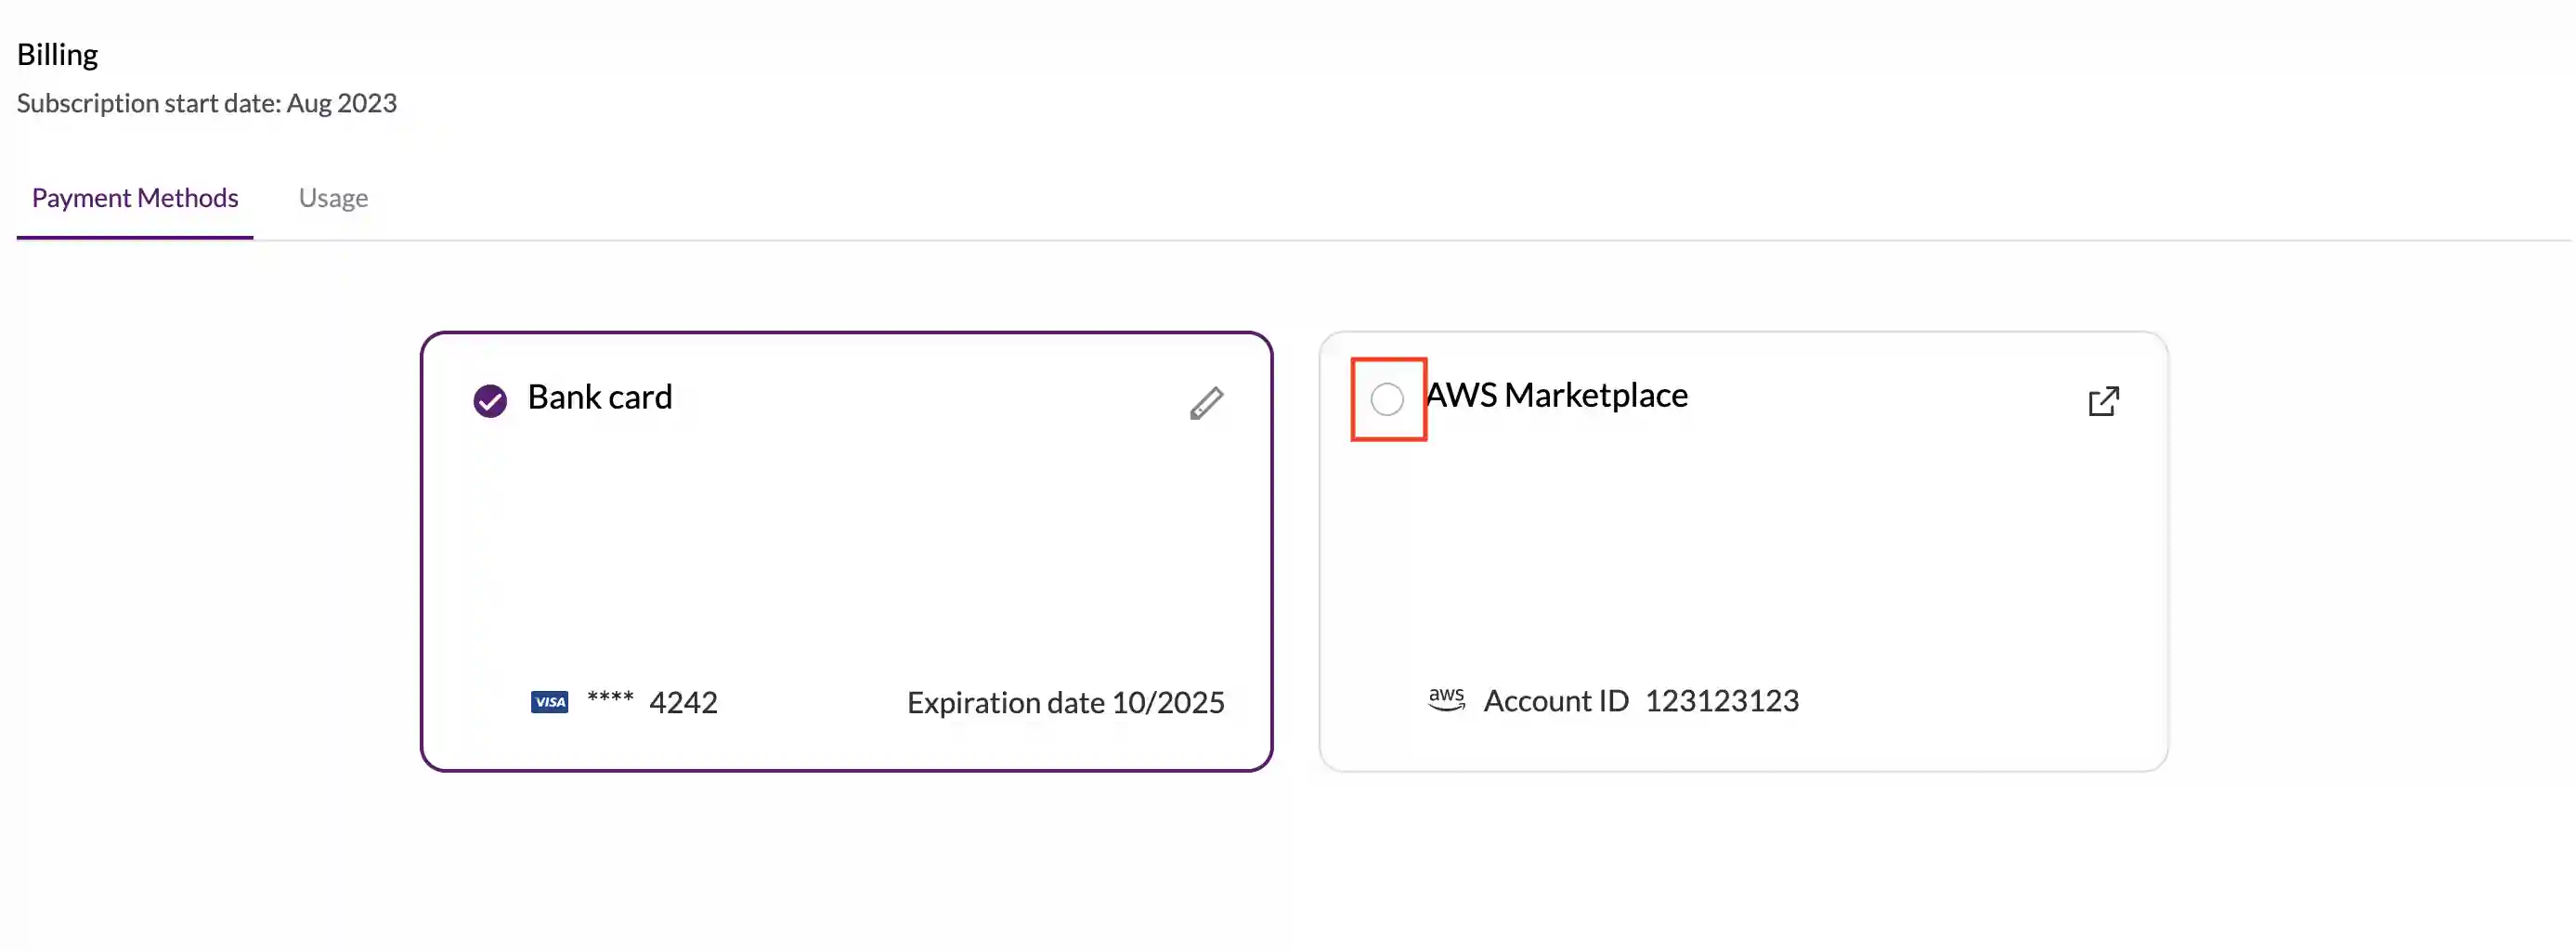 Billing
Subscription start date: Aug 2023
Payment Methods Usage
Bank card
VISA **** 4242 Expiration date 10/2025
AWS Marketplace
aws Account ID 123123123